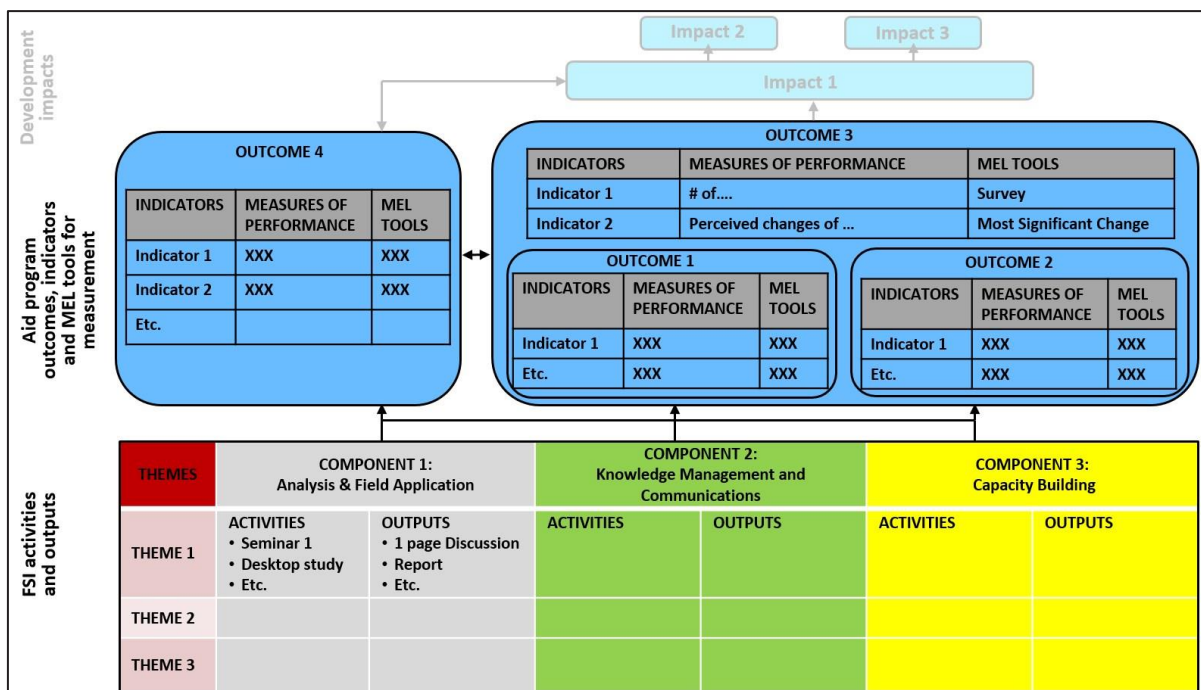 Development
impacts
Impact 2
Impact 3
Impact 1
Aid program
outcomes, indicators
and MEL tools for
measurement
OUTCOME 4
INDICATORS
MEASURES OF
PERFORMANCE
MEL
TOOLS
Indicator 1
XXX
XXX
Indicator 2
XXX
XXX
Etc.
OUTCOME 3
INDICATORS
MEASURES OF PERFORMANCE
MEL TOOLS
Indicator 1
# of....
Survey
Indicator 2
Perceived changes of ...
Most Significant Change
OUTCOME 1
INDICATORS
MEASURES OF
PERFORMANCE
MEL
TOOLS
Indicator 1
XXX
XXX
Etc.
XXX
XXX
OUTCOME 2
INDICATORS
MEASURES OF
PERFORMANCE
MEL
TOOLS
Indicator 1
XXX
XXX
Etc.
XXX
XXX
FSI activities
and outputs
THEMES
COMPONENT 1:
Analysis & Field Application
COMPONENT 2:
Knowledge Management and
Communications
COMPONENT 3:
Capacity Building
THEME 1
ACTIVITIES
• Seminar 1
• Desktop study
• Etc.
OUTPUTS
• 1 page Discussion
• Report
• Etc.
ACTIVITIES
OUTPUTS
ACTIVITIES
OUTPUTS
THEME 2
THEME 3